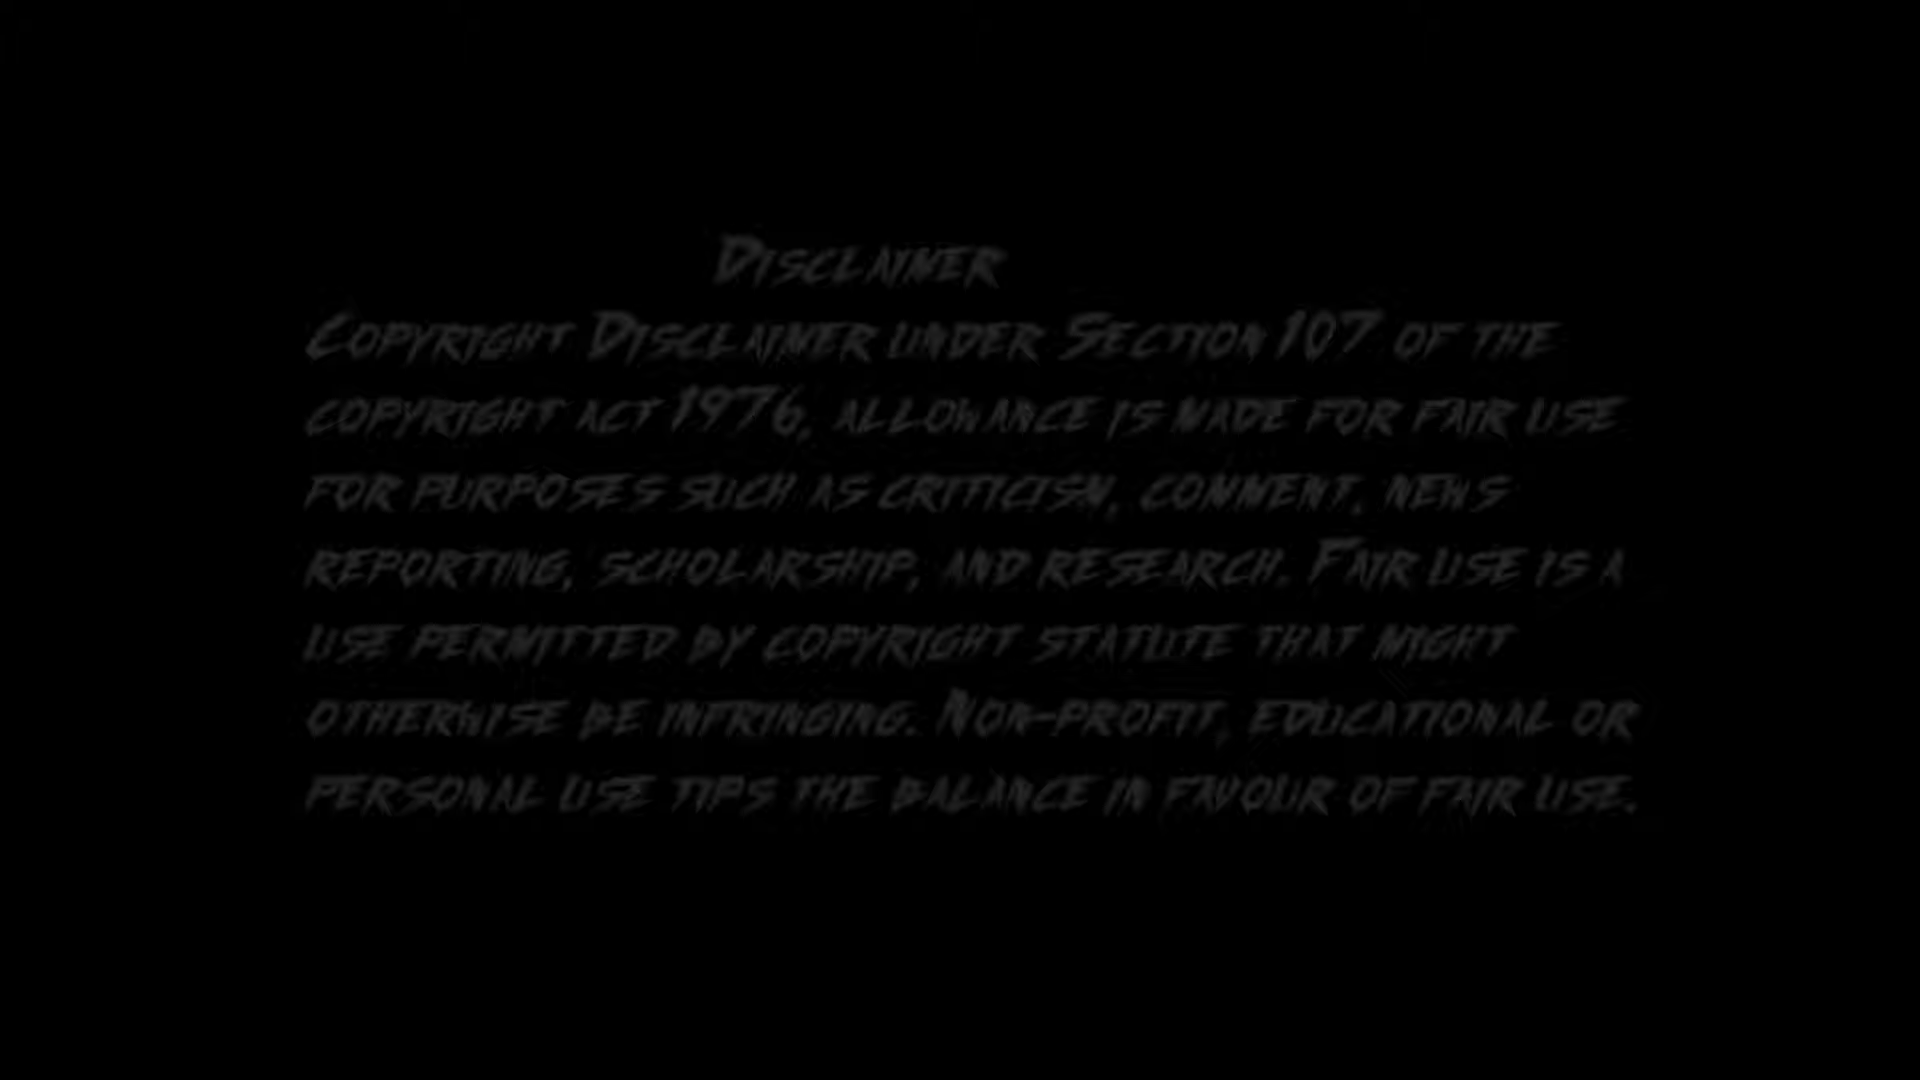 Disclaimer
Copyright Disclaimer under Section 107 of the
copyright act 1976, allowance is made for fair use
for purposes such as criticism, comment, news
reporting, scholarship, and research. Fair use is a
use permitted by copyright statute that might
otherwise be infringing. Non-profit, educational or
personal use tips the balance in favour of fair use.